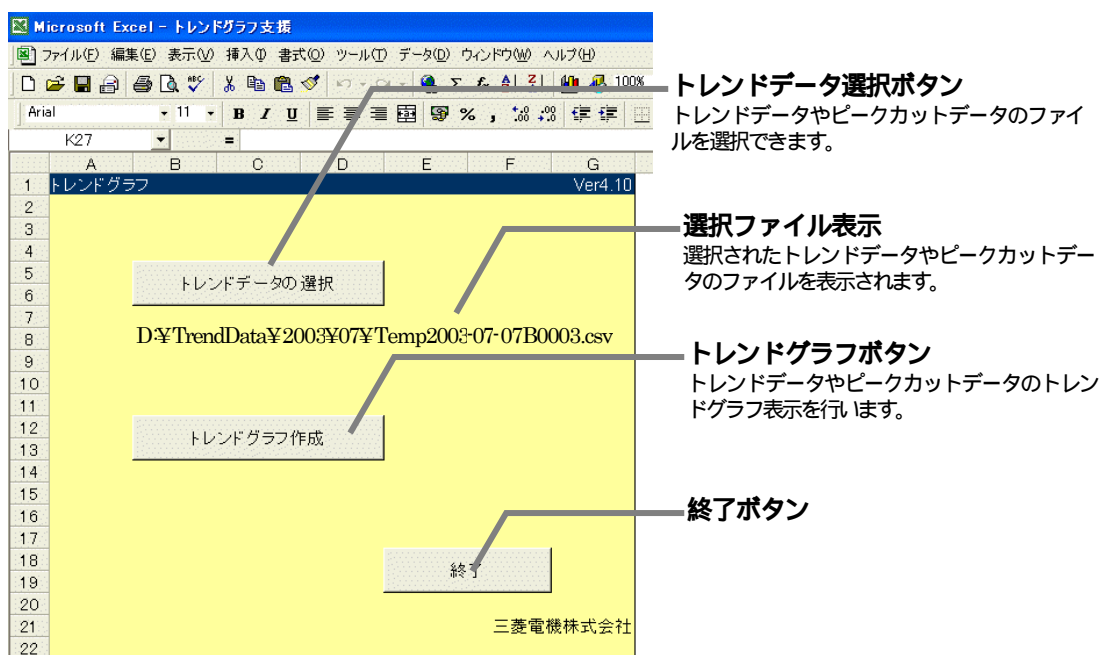 Microsoft Excel - トレンドグラフ支援
ファイル(F) 編集(E) 表示(V) 挿入(I) 書式(O) ツール(T) データ(D) ウィンドウ(W) ヘルプ(H)
100%
Arial 11 B I U % ,
K27 =
A B C D E F G
1 トレンドグラフ Ver4.10
2
3
4
5
トレンドデータの選択
6
7
8 D:¥TrendData¥2003¥07¥Temp2003-07-07B0003.csv
9
10
11
12
トレンドグラフ作成
13
14
15
16
17
18
終了
19
20
21 三菱電機株式会社
22
トレンドデータ選択ボタン
トレンドデータやピークカットデータのファイ
ルを選択できます。
選択ファイル表示
選択されたトレンドデータやピークカットデー
タのファイルを表示されます。
トレンドグラフボタン
トレンドデータやピークカットデータのトレン
ドグラフ表示を行います。
終了ボタン